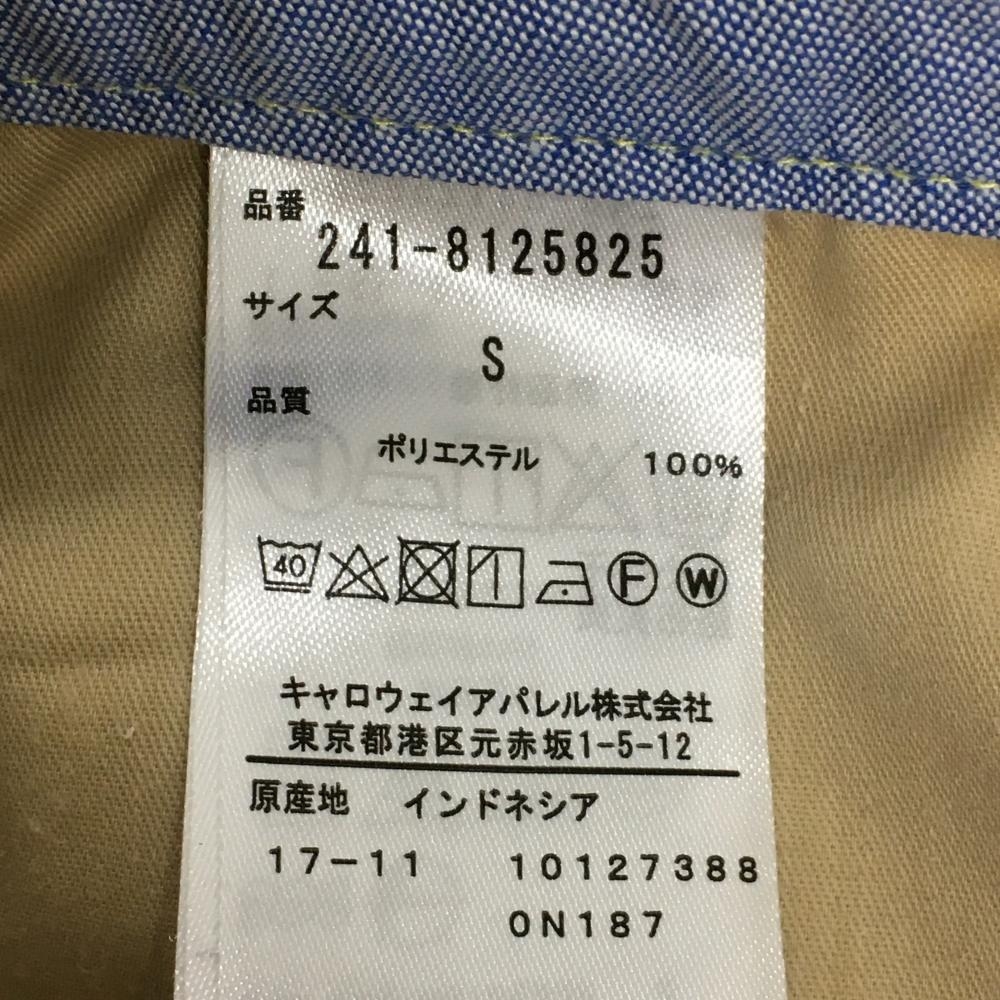 品番
241-8125825
サイズ
S
品質
ポリエステル 100%
40 F W
キャロウェイアパレル株式会社
東京都港区元赤坂1-5-12
原産地 インドネシア
17-11 10127388
0N187